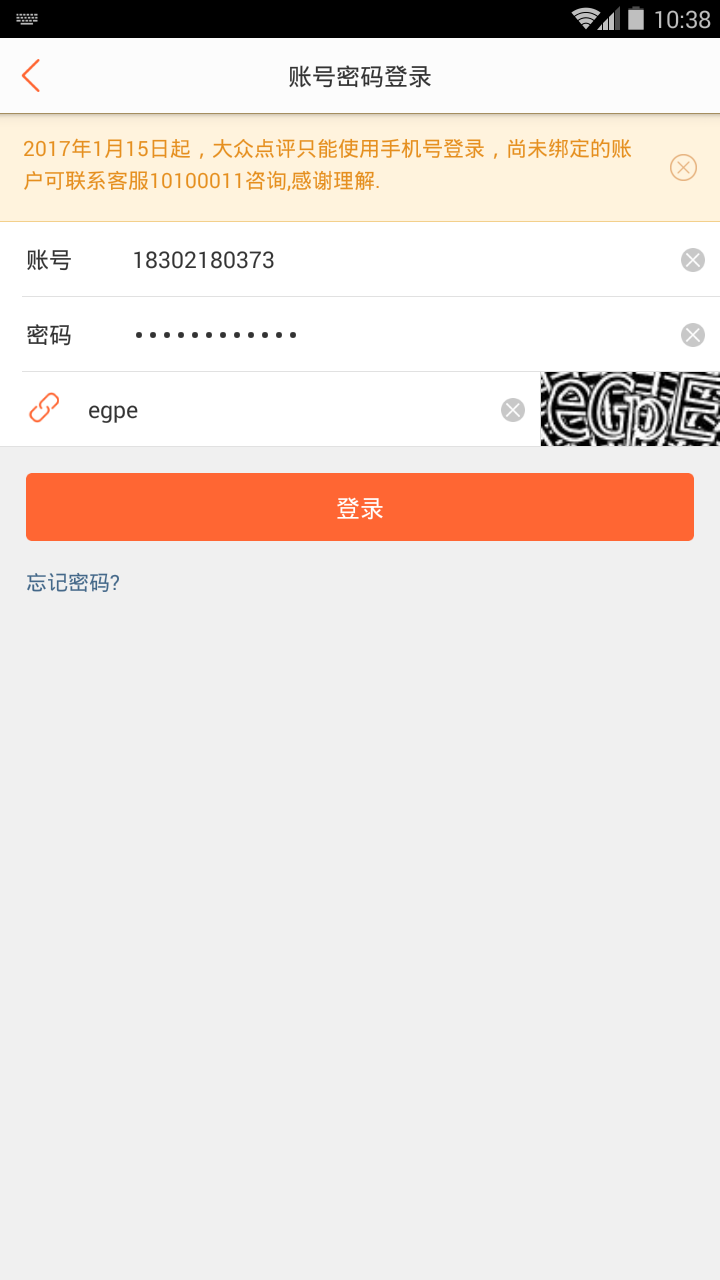 10:38
账号密码登录
2017年1月15日起，大众点评只能使用手机号登录，尚未绑定的账
户可联系客服10100011咨询,感谢理解.
账号 18302180373
密码 ••••••••••••
egpe eGpE
登录
忘记密码?